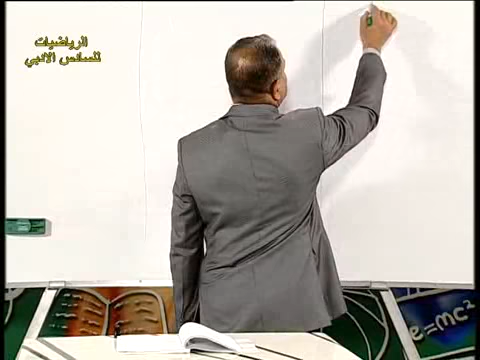 الرياضيات
للسادس الادبي
e=mc²